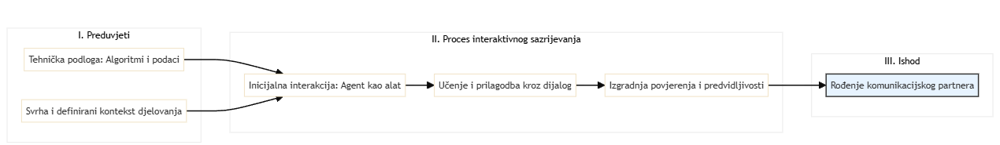 I. Preduvjeti
Tehnička podloga: Algoritmi i podaci
Svrha i definirani kontekst djelovanja
II. Proces interaktivnog sazrijevanja
Inicijalna interakcija: Agent kao alat
Učenje i prilagodba kroz dijalog
Izgradnja povjerenja i predvidljivosti
III. Ishod
Rođenje komunikacijskog partnera